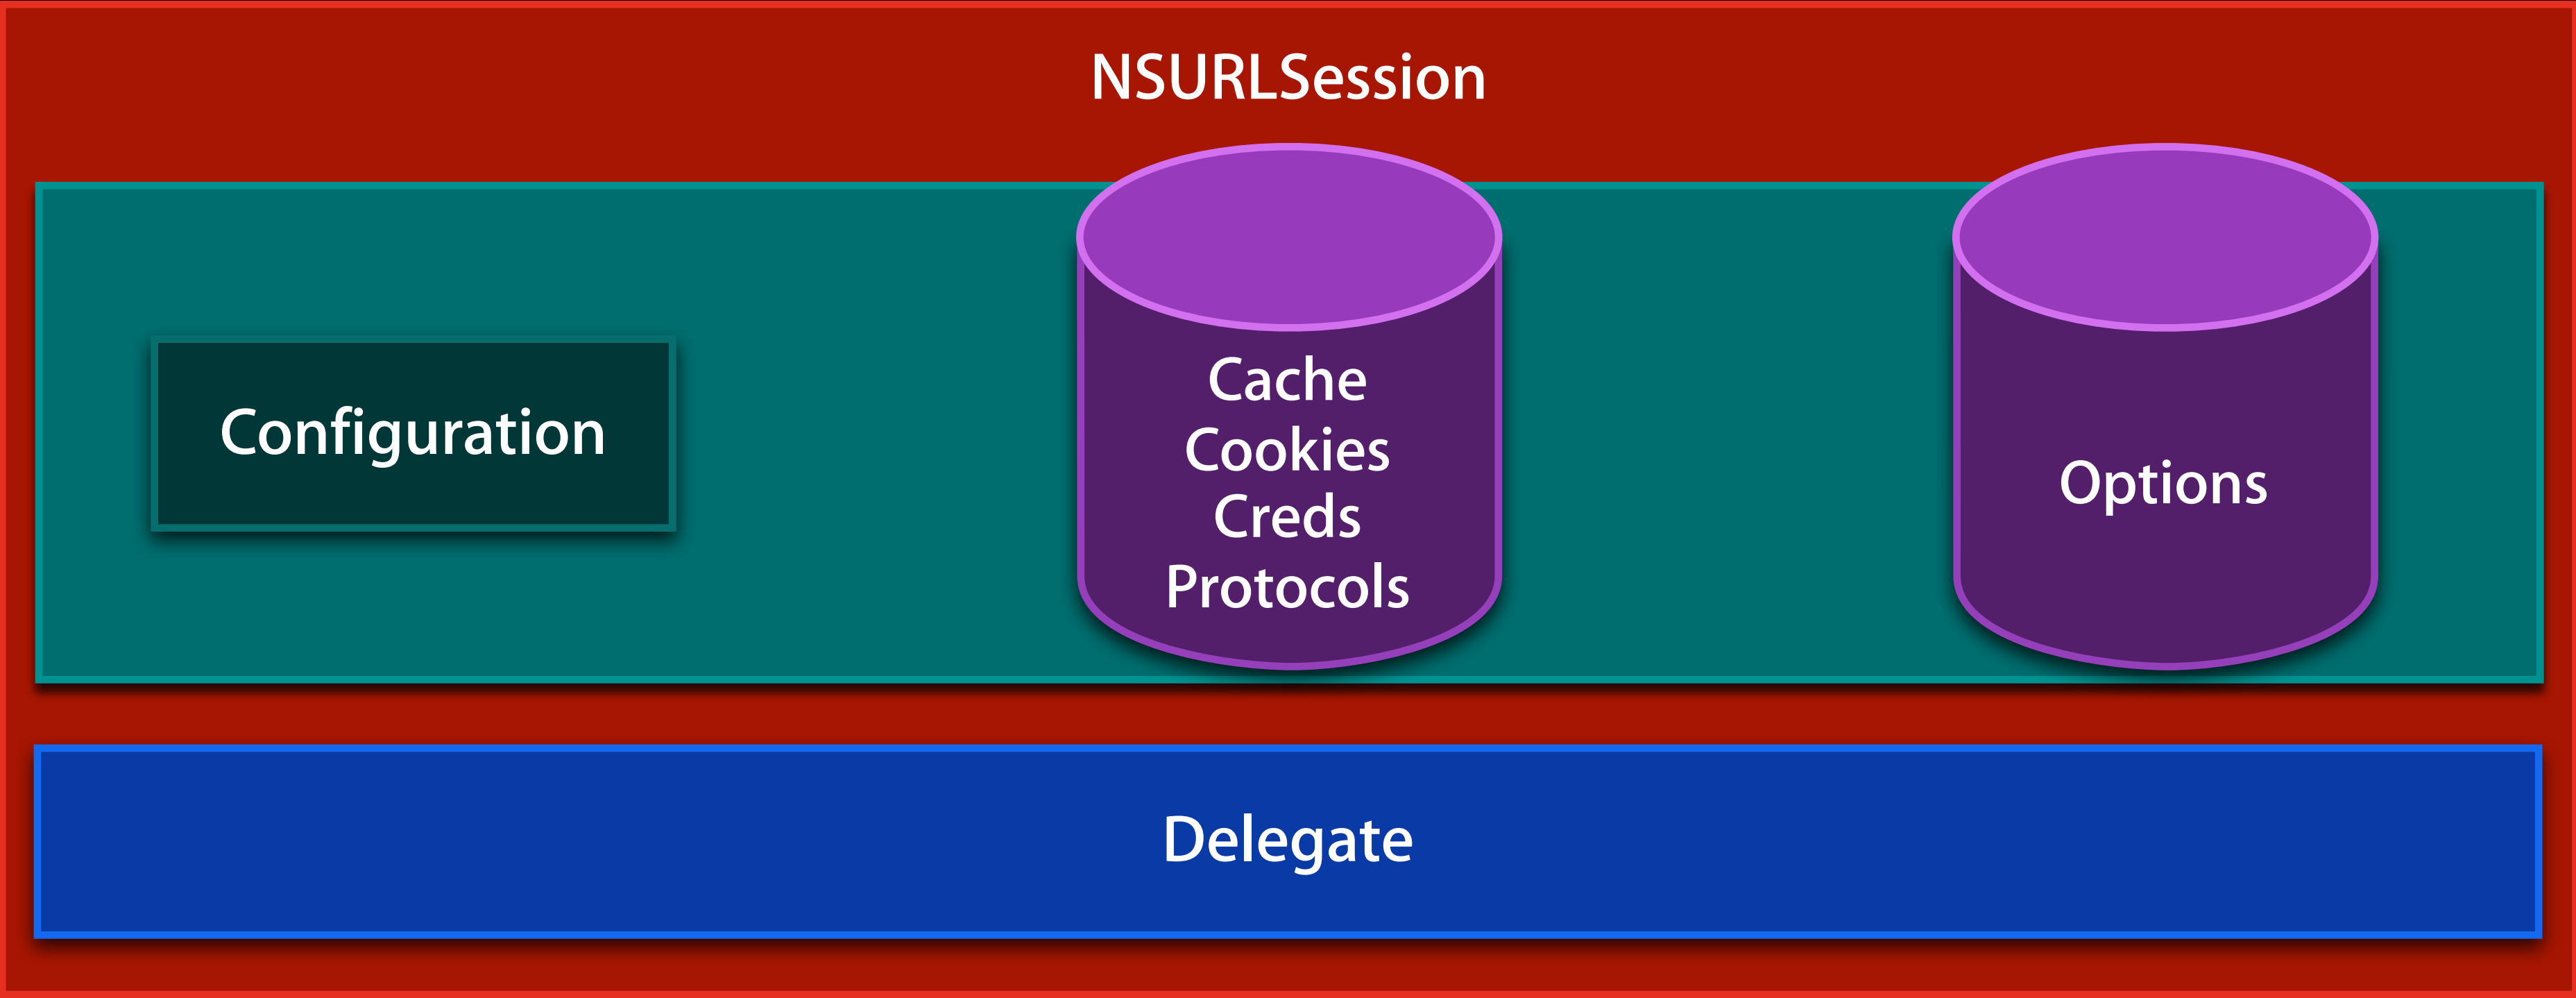 NSURLSession
Configuration
Cache
Cookies
Creds
Protocols
Options
Delegate